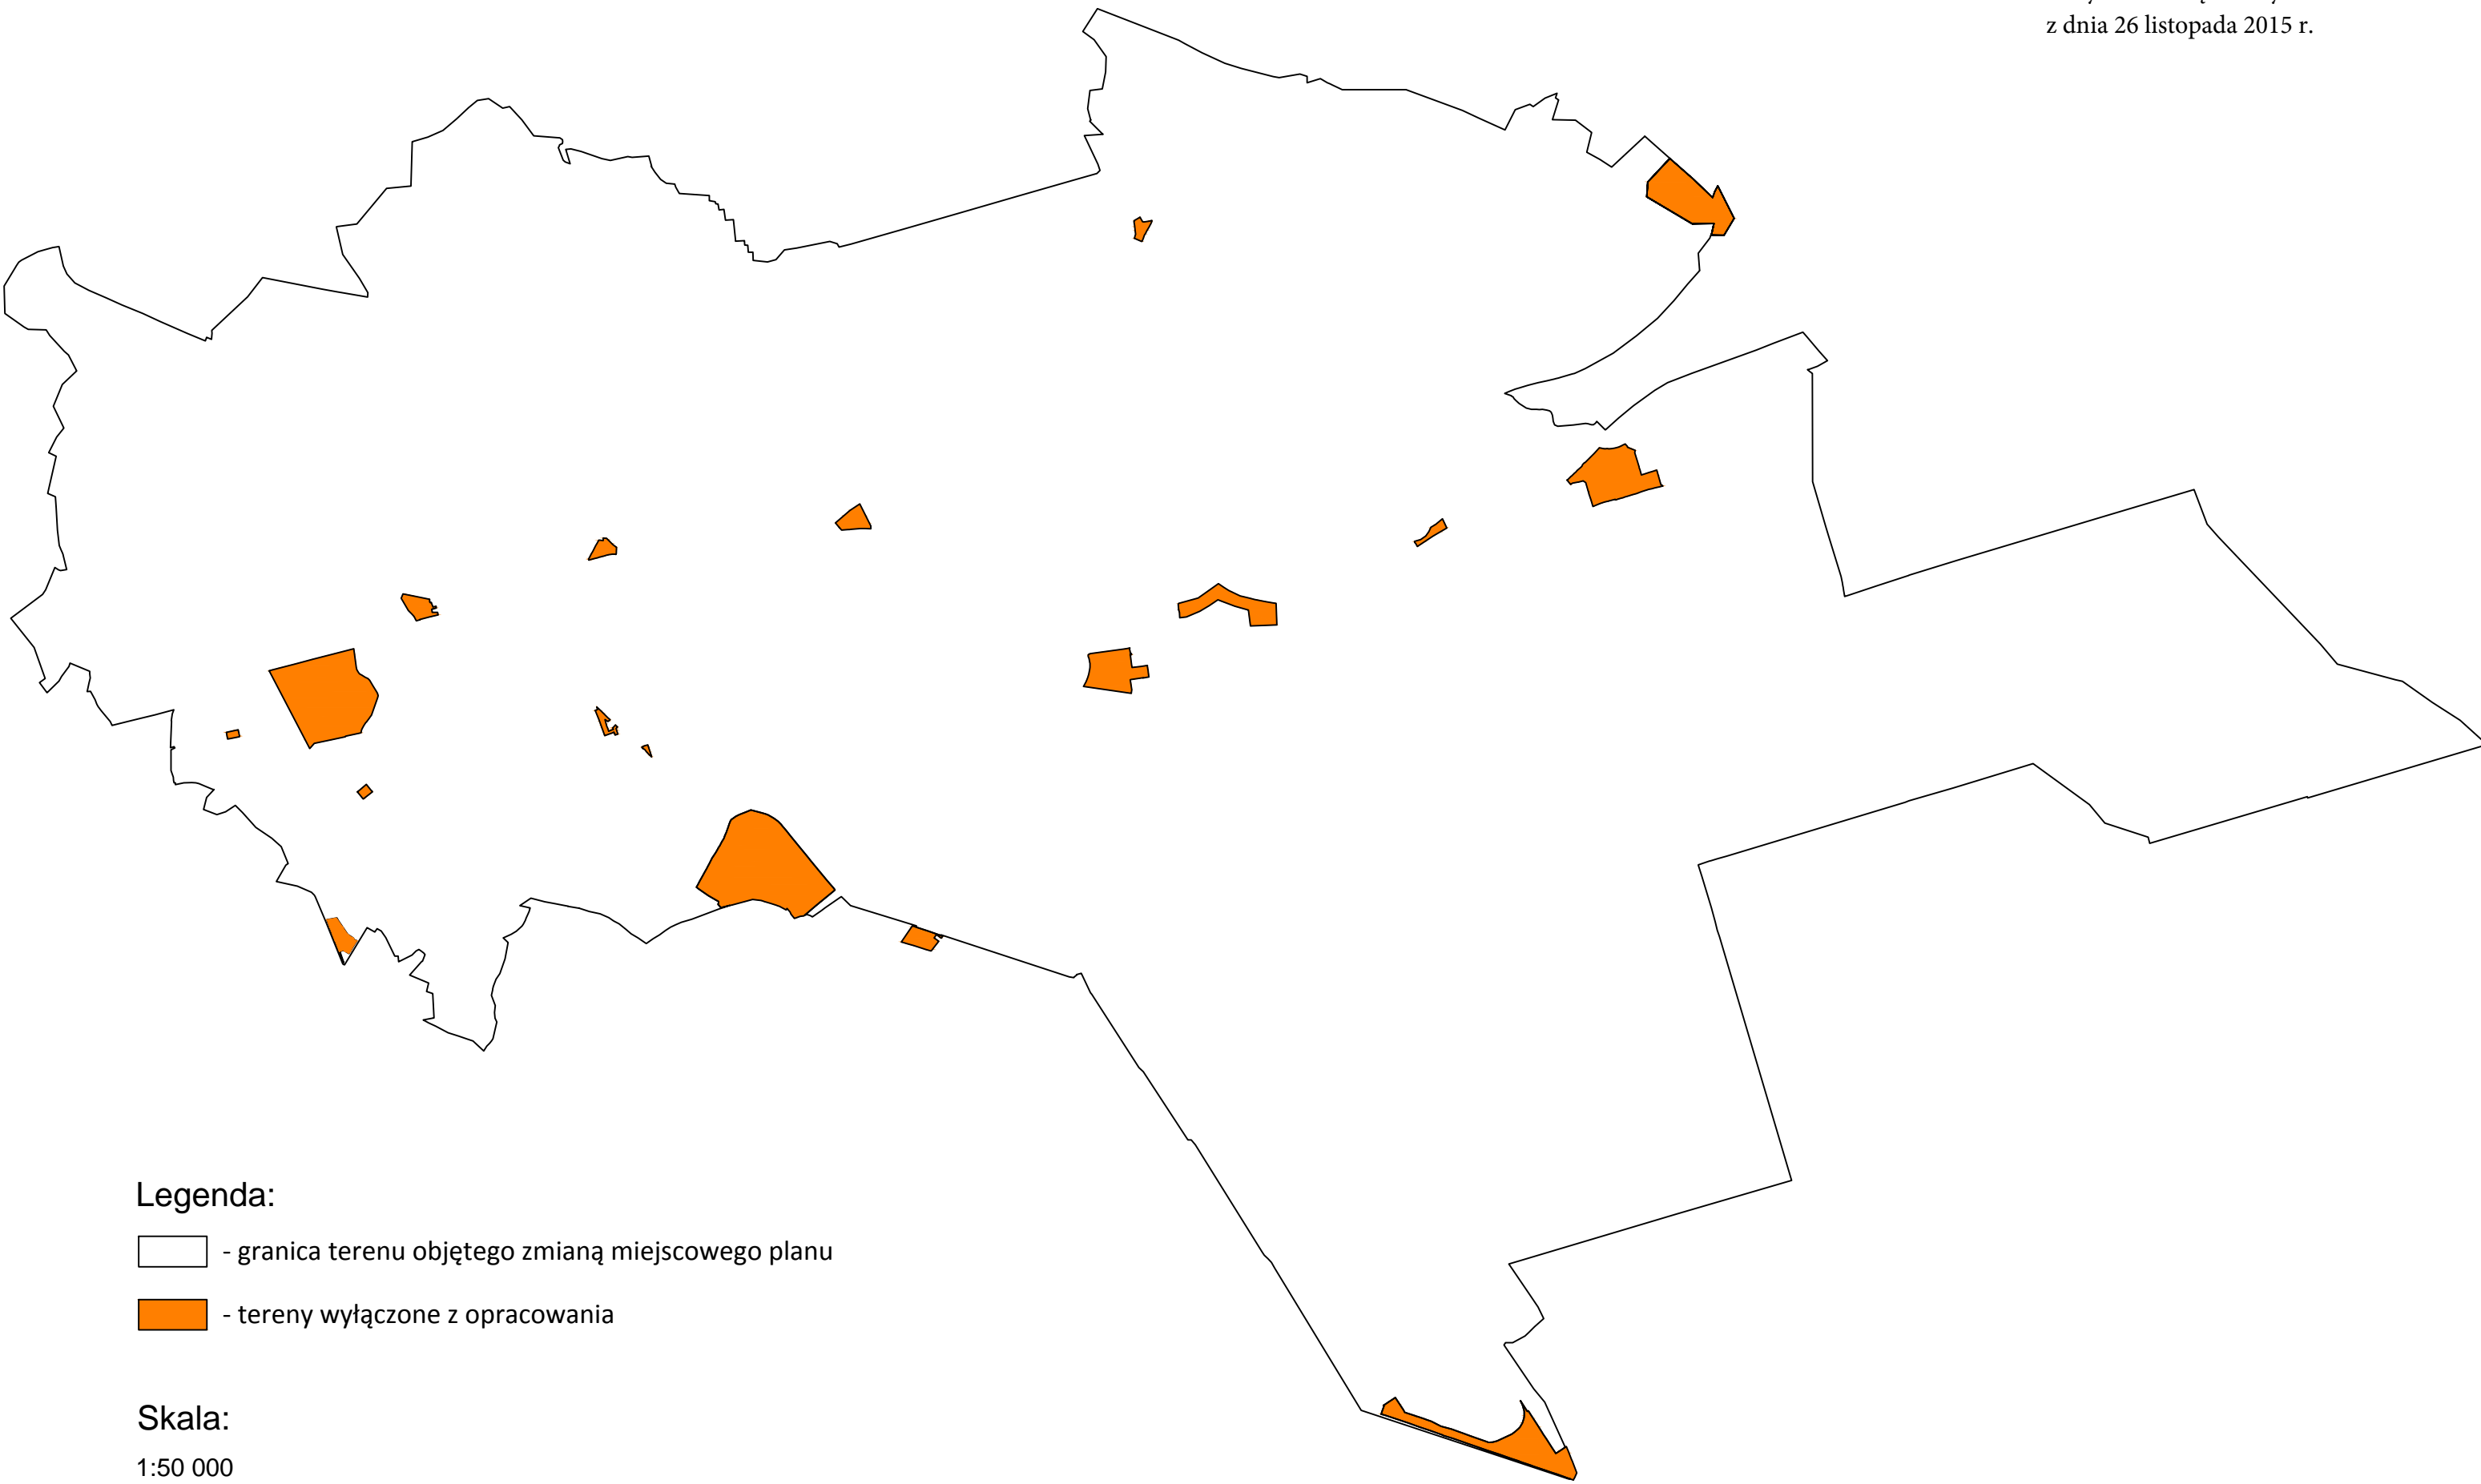 z dnia 26 listopada 2015 r.
Legenda:
- granica terenu objętego zmianą miejscowego planu
- tereny wyłączone z opracowania
Skala:
1:50 000